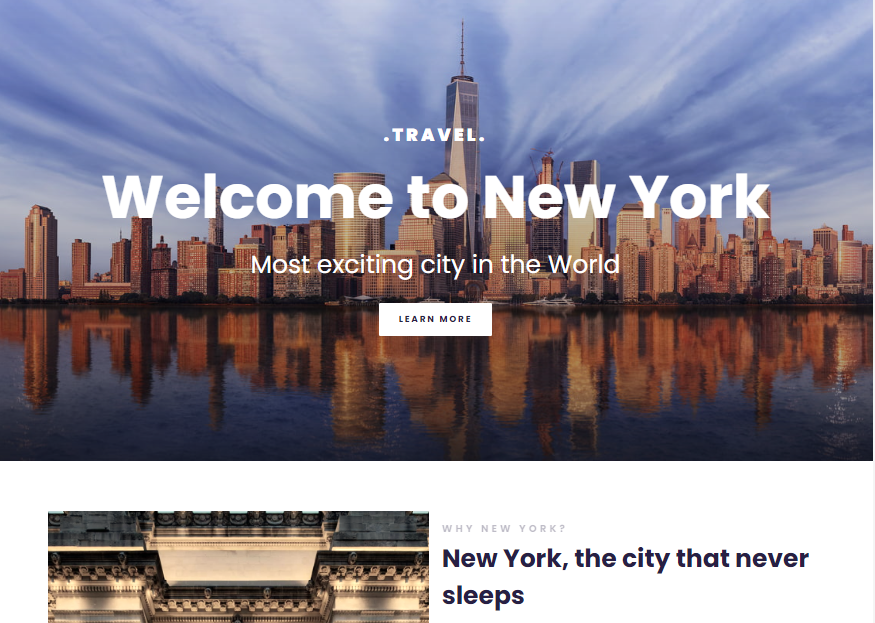 .TRAVEL.
Welcome to New York
Most exciting city in the World
LEARN MORE
WHY NEW YORK?
New York, the city that never
sleeps